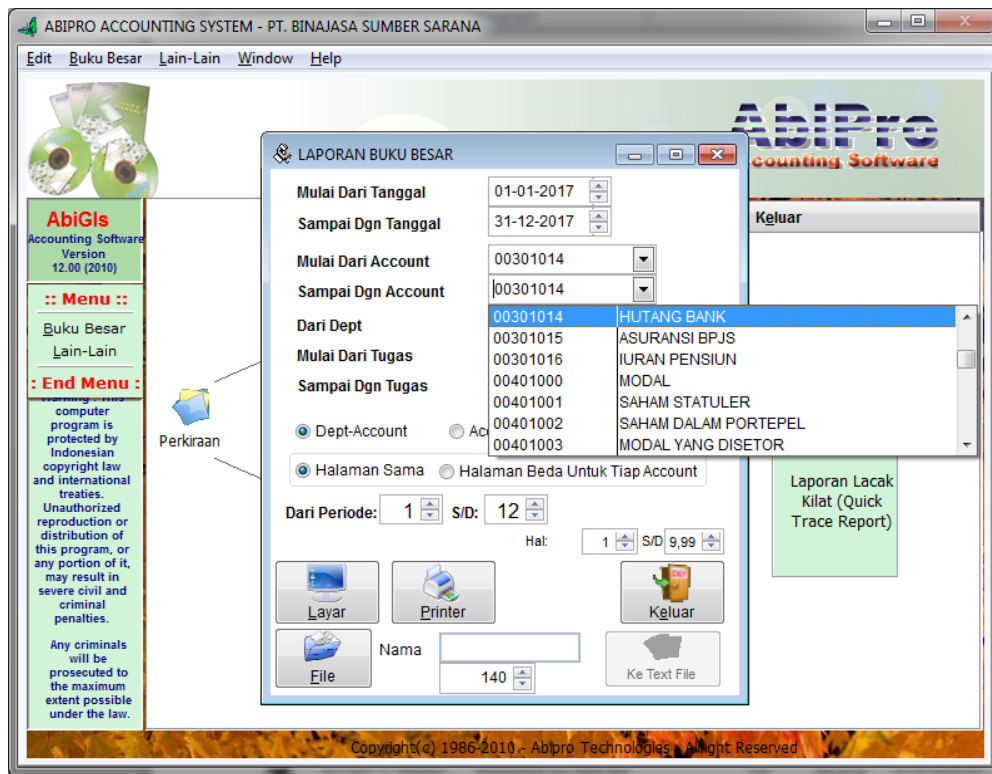 ABIPRO ACCOUNTING SYSTEM - PT. BINAJASA SUMBER SARANA
Edit Buku Besar Lain-Lain Window Help
AbiPro
counting Software
LAPORAN BUKU BESAR
Mulai Dari Tanggal 01-01-2017
Sampai Dgn Tanggal 31-12-2017
Mulai Dari Account 00301014
Sampai Dgn Account 00301014
00301014 HUTANG BANK
00301015 ASURANSI BPJS
00301016 IURAN PENSIUN
00401000 MODAL
00401001 SAHAM STATULER
00401002 SAHAM DALAM PORTEPEL
00401003 MODAL YANG DISETOR
Dari Dept
Mulai Dari Tugas
Sampai Dgn Tugas
Dept-Account Ac
Halaman Sama Halaman Beda Untuk Tiap Account
Dari Periode: 1 S/D: 12
Hal: 1 S/D 9,99
Layar Printer Keluar
File Nama 140 Ke Text File
AbiGls
Accounting Software
Version
12.00 (2010)
:: Menu ::
Buku Besar
Lain-Lain
: End Menu :
Warning : This
computer
program is
protected by
Indonesian
copyright law
and international
treaties.
Unauthorized
reproduction or
distribution of
this program, or
any portion of it,
may result in
severe civil and
criminal
penalties.
Any criminals
will be
prosecuted to
the maximum
extent possible
under the law.
Perkiraan
Keluar
Laporan Lacak
Kilat (Quick
Trace Report)
Copyright(c) 1986-2010 - Abipro Technologies - All right Reserved